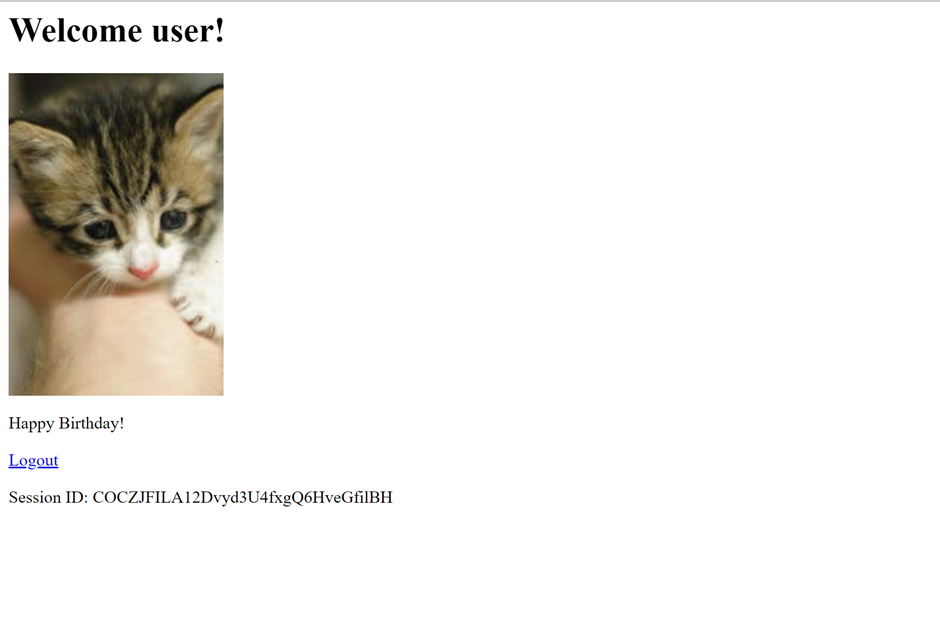 Welcome user!
Happy Birthday!
Logout
Session ID: COCZJFILA12Dvyd3U4fxgQ6HveGfilBH